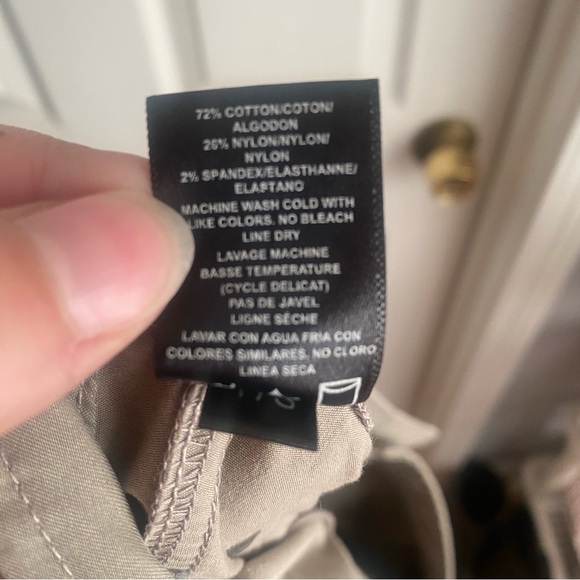 72% COTTON/COTON/
ALGODON
26% NYLON/NYLON/
NYLON
2% SPANDEX/ELASTHANNE/
ELAFTANO
MACHINE WASH COLD WITH
LIKE COLORS. NO BLEACH
LINE DRY
LAVAGE MACHINE
BASSE TEMPERATURE
(CYCLE DELICAT)
PAS DE JAVEL
LIGNE SÈCHE
LAVAR CON AGUA FRIA CON
COLORES SIMILARES. NO CLORO
LINEA SECA